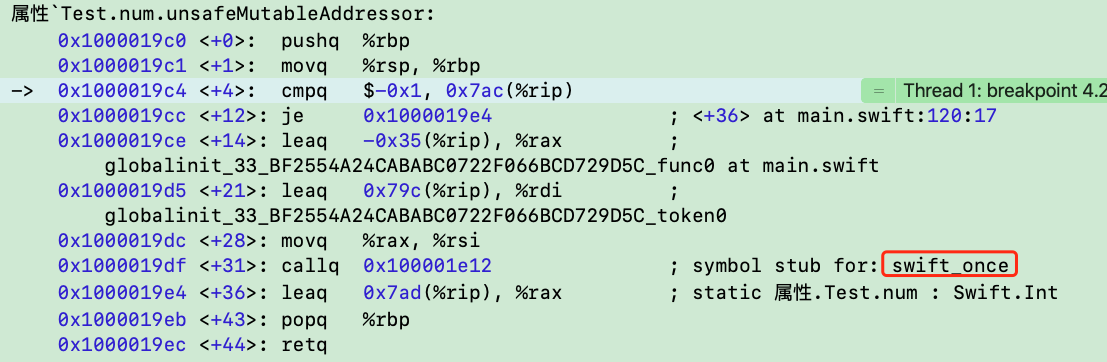 属性`Test.num.unsafeMutableAddressor:
0x1000019c0 <+0>: pushq %rbp
0x1000019c1 <+1>: movq %rsp, %rbp
-> 0x1000019c4 <+4>: cmpq $-0x1, 0x7ac(%rip) = Thread 1: breakpoint 4.2
0x1000019cc <+12>: je 0x1000019e4 ; <+36> at main.swift:120:17
0x1000019ce <+14>: leaq -0x35(%rip), %rax ;
globalinit_33_BF2554A24CABABC0722F066BCD729D5C_func0 at main.swift
0x1000019d5 <+21>: leaq 0x79c(%rip), %rdi ;
globalinit_33_BF2554A24CABABC0722F066BCD729D5C_token0
0x1000019dc <+28>: movq %rax, %rsi
0x1000019df <+31>: callq 0x100001e12 ; symbol stub for: swift_once
0x1000019e4 <+36>: leaq 0x7ad(%rip), %rax ; static 属性.Test.num : Swift.Int
0x1000019eb <+43>: popq %rbp
0x1000019ec <+44>: retq